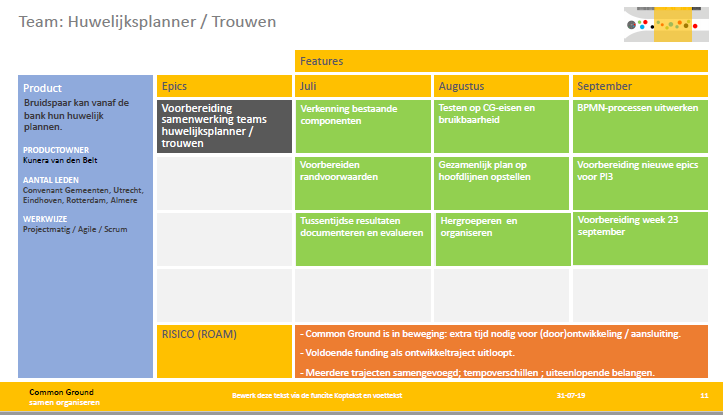 Team: Huwelijksplanner / Trouwen
Features
Product
Bruidspaar kan vanaf de
bank hun huwelijk
plannen.
PRODUCTOWNER
Kunera van den Belt
AANTAL LEDEN
Convenant Gemeenten, Utrecht,
Eindhoven, Rotterdam, Almere
WERKWIJZE
Projectmatig / Agile / Scrum
Epics
Juli
Augustus
September
Voorbereiding
samenwerking teams
huwelijksplanner /
trouwen
Verkenning bestaande
componenten
Testen op CG-eisen en
bruikbaarheid
BPMN-processen uitwerken
Voorbereiden
randvoorwaarden
Gezamenlijk plan op
hoofdlijnen opstellen
Voorbereiding nieuwe epics
voor PI3
Tussentijdse resultaten
documenteren en evalueren
Hergroeperen en
organiseren
Voorbereiding week 23
september
RISICO (ROAM)
- Common Ground is in beweging: extra tijd nodig voor (door)ontwikkeling / aansluiting.
- Voldoende funding als ontwikkeltraject uitloopt.
- Meerdere trajecten samengevoegd; tempoverschillen ; uiteenlopende belangen.
Common Ground
samen organiseren
Bewerk deze tekst via de funcite Koptekst en voettekst
31-07-19
11